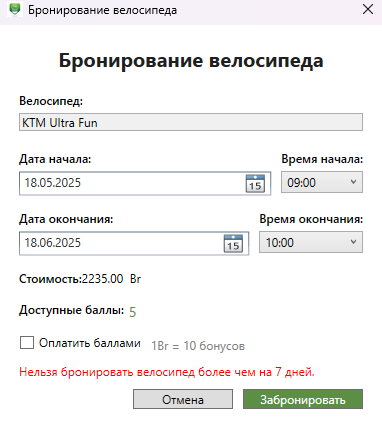 Бронирование велосипеда
Бронирование велосипеда
Велосипед:
KTM Ultra Fun
Дата начала: Время начала:
18.05.2025 15 09:00
Дата окончания: Время окончания:
18.06.2025 15 10:00
Стоимость:2235.00 Br
Доступные баллы: 5
Оплатить баллами 1Br = 10 бонусов
Нельзя бронировать велосипед более чем на 7 дней.
Отмена Забронировать